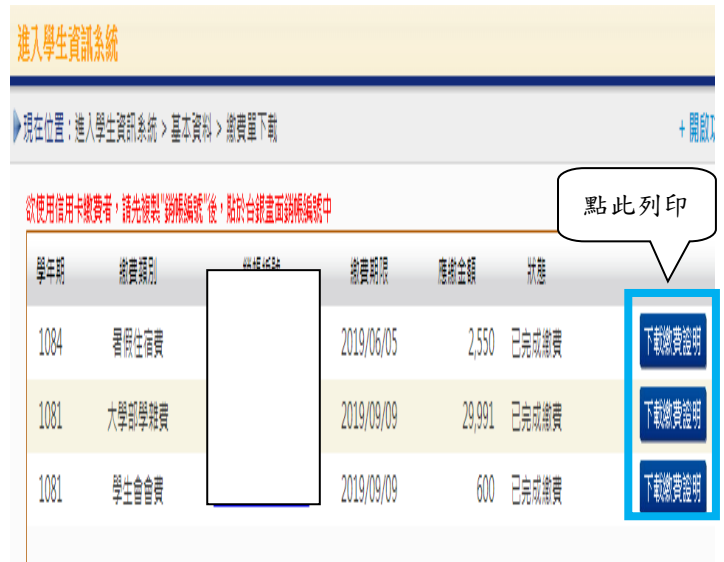 進入學生資訊系統
現在位置：進入學生資訊系統 > 基本資料 > 繳費單下載 + 開啟
欲使用信用卡繳費者，請先複製"銷帳編號"後，貼於台銀畫面銷帳編號中
點此列印
學年期 繳費類別 銷帳編號 繳費期限 應繳金額 狀態
1084 暑假住宿費 2019/06/05 2,550 已完成繳費 下載繳費證明
1081 大學部學雜費 2019/09/09 29,991 已完成繳費 下載繳費證明
1081 學生會會費 2019/09/09 600 已完成繳費 下載繳費證明